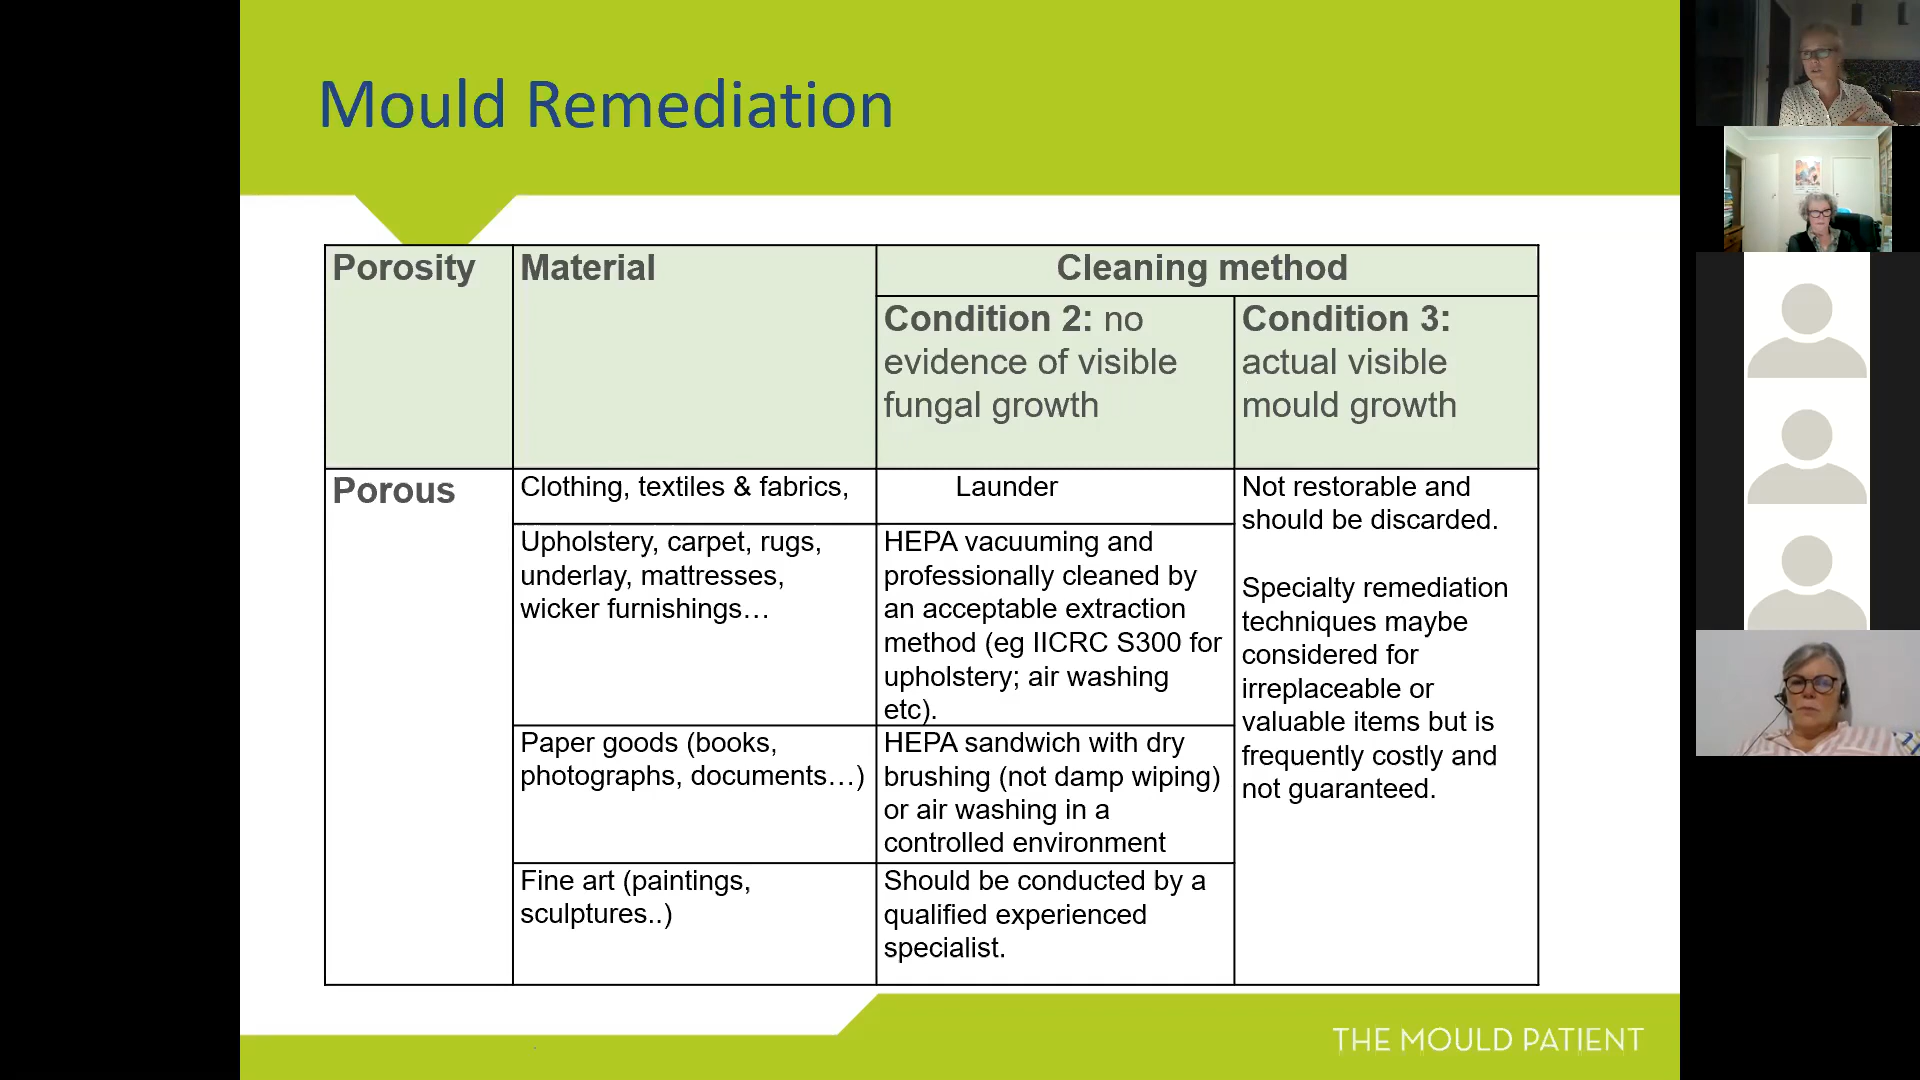 Mould Remediation
Porosity
Material
Cleaning method
Condition 2: no
evidence of visible
fungal growth
Condition 3:
actual visible
mould growth
Porous
Clothing, textiles & fabrics,
Launder
Not restorable and
should be discarded.
Specialty remediation
techniques maybe
considered for
irreplaceable or
valuable items but is
frequently costly and
not guaranteed.
Upholstery, carpet, rugs,
underlay, mattresses,
wicker furnishings…
HEPA vacuuming and
professionally cleaned by
an acceptable extraction
method (eg IICRC S300 for
upholstery; air washing
etc).
Paper goods (books,
photographs, documents…)
HEPA sandwich with dry
brushing (not damp wiping)
or air washing in a
controlled environment
Fine art (paintings,
sculptures..)
Should be conducted by a
qualified experienced
specialist.
THE MOULD PATIENT